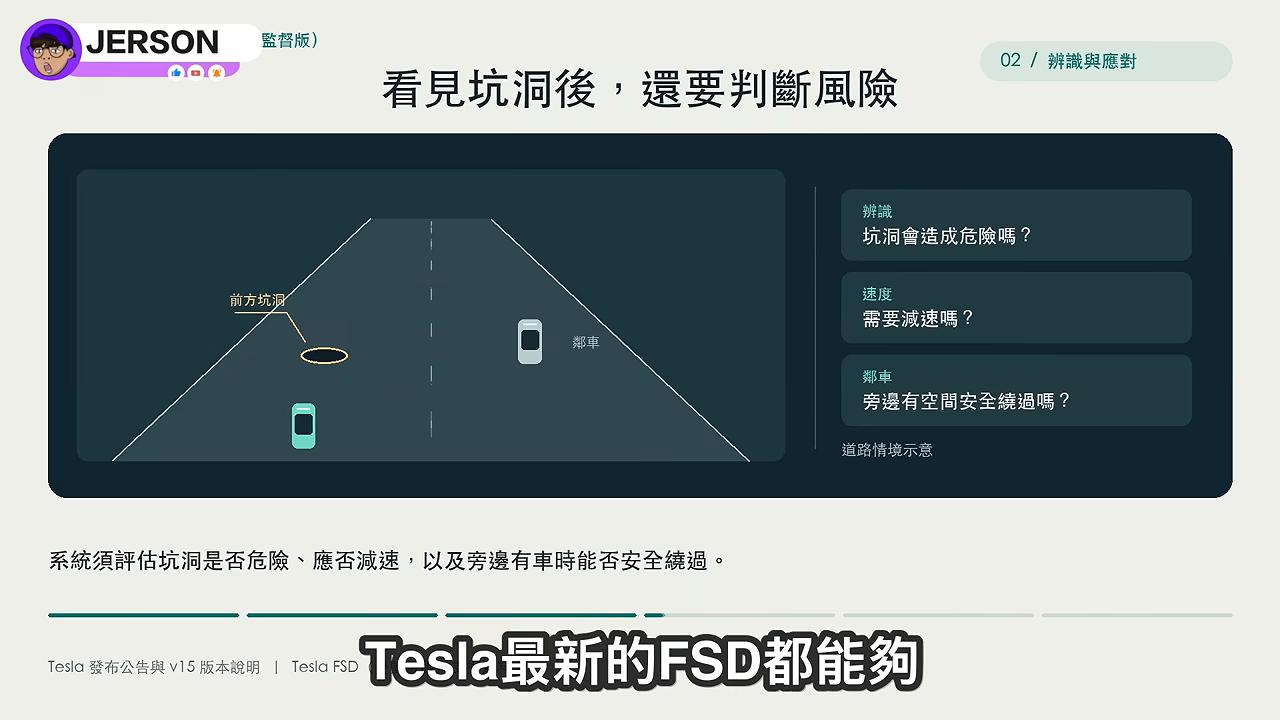 JERSON
監督版）
02 / 辨識與應對
看見坑洞後，還要判斷風險
前方坑洞
鄰車
辨識
坑洞會造成危險嗎？
速度
需要減速嗎？
鄰車
旁邊有空間安全繞過嗎？
道路情境示意
系統須評估坑洞是否危險、應否減速，以及旁邊有車時能否安全繞過。
Tesla 發布公告與 v15 版本說明 | Tesla FSD
Tesla最新的FSD都能夠